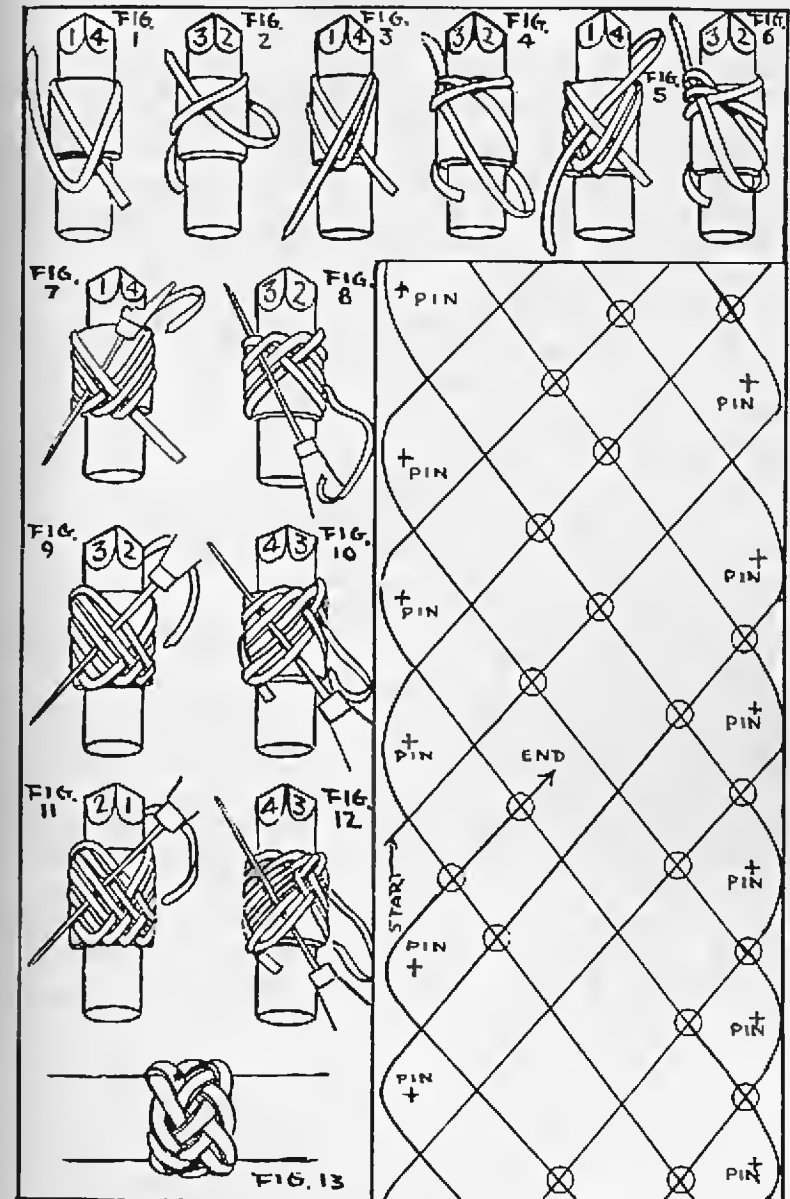 1 4 FIG. 1
3 2 FIG. 2
1 4 FIG. 3
3 2 FIG. 4
1 4 FIG. 5
3 2 FIG. 6
FIG. 7 1 4
3 2 FIG. 8
FIG. 9 3 2
4 3 FIG. 10
FIG. 11 2 1
4 3 FIG. 12
FIG. 13
PIN
PIN
PIN
PIN
PIN
PIN
END
START
PIN
PIN
PIN
PIN
PIN
PIN